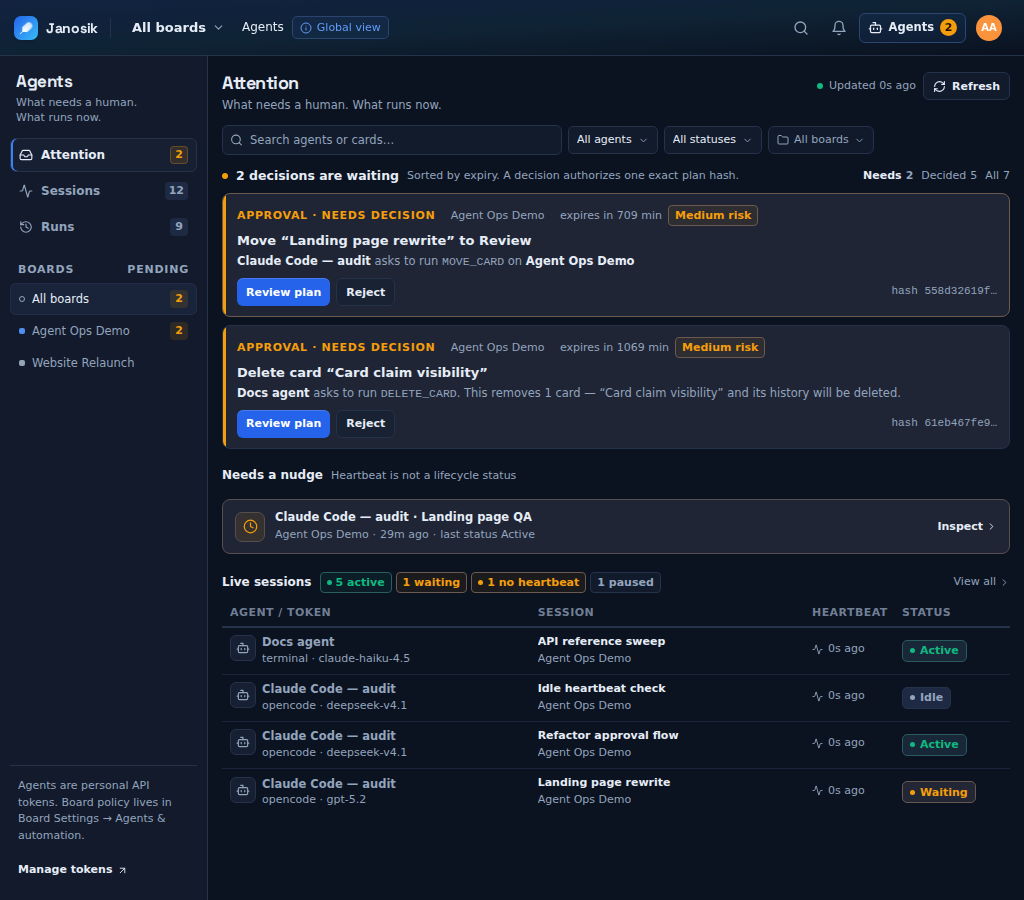 Janosik
All boards
Agents
Global view
Agents 2
AA
Agents
What needs a human.
What runs now.
Attention 2
Sessions 12
Runs 9
BOARDS PENDING
All boards 2
Agent Ops Demo 2
Website Relaunch
Agents are personal API
tokens. Board policy lives in
Board Settings → Agents &
automation.
Manage tokens
Attention
What needs a human. What runs now.
Updated 0s ago
Refresh
Search agents or cards…
All agents
All statuses
All boards
2 decisions are waiting Sorted by expiry. A decision authorizes one exact plan hash.
Needs 2 Decided 5 All 7
APPROVAL · NEEDS DECISION Agent Ops Demo expires in 709 min Medium risk
Move “Landing page rewrite” to Review
Claude Code — audit asks to run MOVE_CARD on Agent Ops Demo
Review plan Reject hash 558d32619f…
APPROVAL · NEEDS DECISION Agent Ops Demo expires in 1069 min Medium risk
Delete card “Card claim visibility”
Docs agent asks to run DELETE_CARD. This removes 1 card — “Card claim visibility” and its history will be deleted.
Review plan Reject hash 61eb467fe9…
Needs a nudge Heartbeat is not a lifecycle status
Claude Code — audit · Landing page QA
Agent Ops Demo · 29m ago · last status Active
Inspect
Live sessions 5 active 1 waiting 1 no heartbeat 1 paused View all
AGENT / TOKEN SESSION HEARTBEAT STATUS
Docs agent API reference sweep 0s ago Active
terminal · claude-haiku-4.5 Agent Ops Demo
Claude Code — audit Idle heartbeat check 0s ago Idle
opencode · deepseek-v4.1 Agent Ops Demo
Claude Code — audit Refactor approval flow 0s ago Active
opencode · deepseek-v4.1 Agent Ops Demo
Claude Code — audit Landing page rewrite 0s ago Waiting
opencode · gpt-5.2 Agent Ops Demo